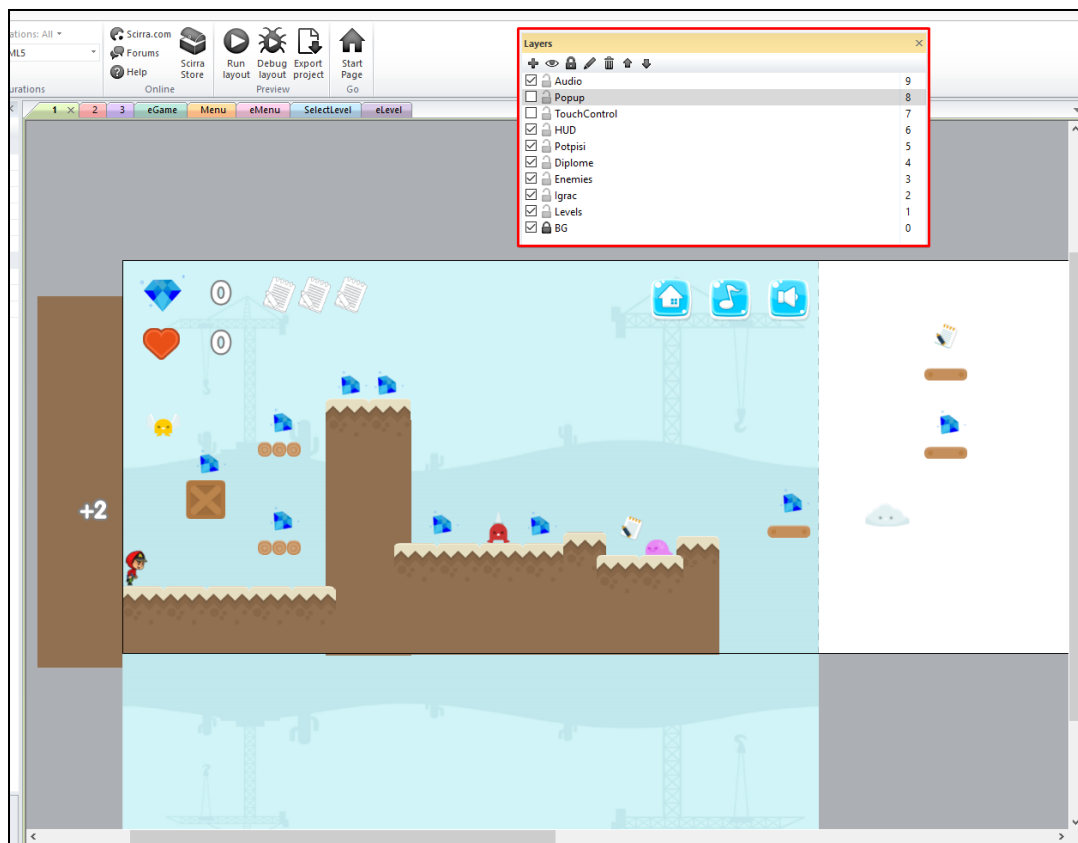 ations: All
ML5
urations
Scirra.com
Forums
Help
Scirra Store
Online
Run layout
Debug layout
Export project
Preview
Start Page
Go
1
2
3
eGame
Menu
eMenu
SelectLevel
eLevel
Layers
Audio 9
Popup 8
TouchControl 7
HUD 6
Potpisi 5
Diplome 4
Enemies 3
Igrac 2
Levels 1
BG 0
0
0
+2